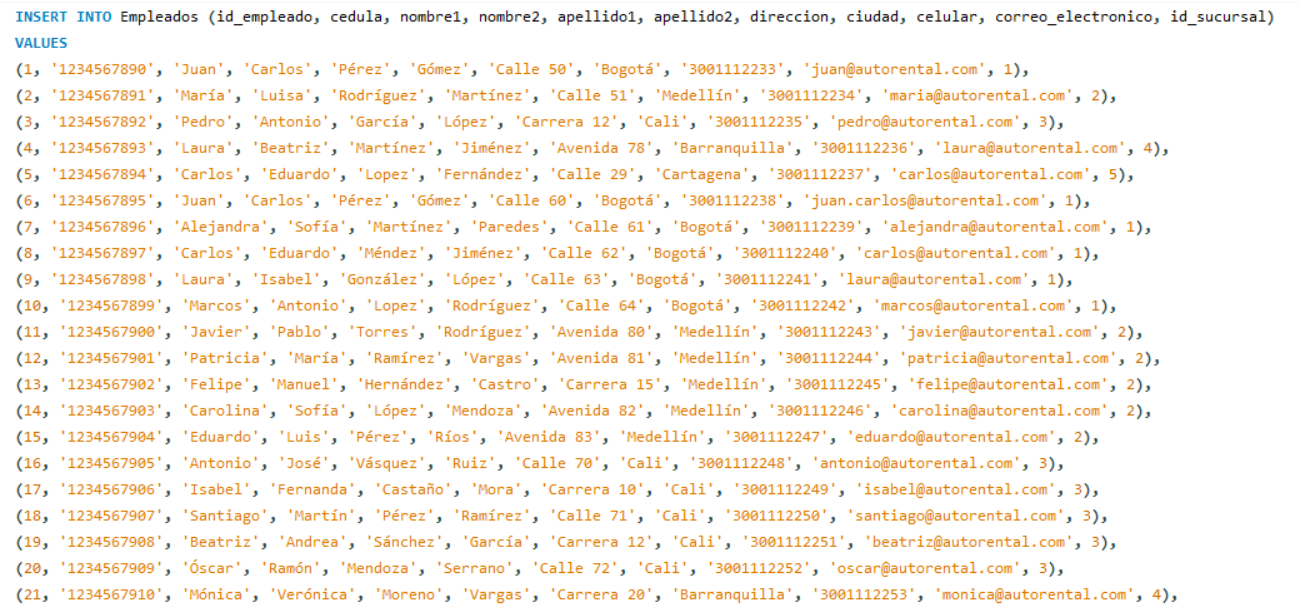 INSERT INTO Empleados (id_empleado, cedula, nombre1, nombre2, apellido1, apellido2, direccion, ciudad, celular, correo_electronico, id_sucursal)
VALUES
(1, '1234567890', 'Juan', 'Carlos', 'Pérez', 'Gómez', 'Calle 50', 'Bogotá', '3001112233', 'juan@autorental.com', 1),
(2, '1234567891', 'María', 'Luisa', 'Rodríguez', 'Martínez', 'Calle 51', 'Medellín', '3001112234', 'maria@autorental.com', 2),
(3, '1234567892', 'Pedro', 'Antonio', 'García', 'López', 'Carrera 12', 'Cali', '3001112235', 'pedro@autorental.com', 3),
(4, '1234567893', 'Laura', 'Beatriz', 'Martínez', 'Jiménez', 'Avenida 78', 'Barranquilla', '3001112236', 'laura@autorental.com', 4),
(5, '1234567894', 'Carlos', 'Eduardo', 'Lopez', 'Fernández', 'Calle 29', 'Cartagena', '3001112237', 'carlos@autorental.com', 5),
(6, '1234567895', 'Juan', 'Carlos', 'Pérez', 'Gómez', 'Calle 60', 'Bogotá', '3001112238', 'juan.carlos@autorental.com', 1),
(7, '1234567896', 'Alejandra', 'Sofía', 'Martínez', 'Paredes', 'Calle 61', 'Bogotá', '3001112239', 'alejandra@autorental.com', 1),
(8, '1234567897', 'Carlos', 'Eduardo', 'Méndez', 'Jiménez', 'Calle 62', 'Bogotá', '3001112240', 'carlos@autorental.com', 1),
(9, '1234567898', 'Laura', 'Isabel', 'González', 'López', 'Calle 63', 'Bogotá', '3001112241', 'laura@autorental.com', 1),
(10, '1234567899', 'Marcos', 'Antonio', 'Lopez', 'Rodríguez', 'Calle 64', 'Bogotá', '3001112242', 'marcos@autorental.com', 1),
(11, '1234567900', 'Javier', 'Pablo', 'Torres', 'Rodríguez', 'Avenida 80', 'Medellín', '3001112243', 'javier@autorental.com', 2),
(12, '1234567901', 'Patricia', 'María', 'Ramírez', 'Vargas', 'Avenida 81', 'Medellín', '3001112244', 'patricia@autorental.com', 2),
(13, '1234567902', 'Felipe', 'Manuel', 'Hernández', 'Castro', 'Carrera 15', 'Medellín', '3001112245', 'felipe@autorental.com', 2),
(14, '1234567903', 'Carolina', 'Sofía', 'López', 'Mendoza', 'Avenida 82', 'Medellín', '3001112246', 'carolina@autorental.com', 2),
(15, '1234567904', 'Eduardo', 'Luis', 'Pérez', 'Ríos', 'Avenida 83', 'Medellín', '3001112247', 'eduardo@autorental.com', 2),
(16, '1234567905', 'Antonio', 'José', 'Vásquez', 'Ruiz', 'Calle 70', 'Cali', '3001112248', 'antonio@autorental.com', 3),
(17, '1234567906', 'Isabel', 'Fernanda', 'Castaño', 'Mora', 'Carrera 10', 'Cali', '3001112249', 'isabel@autorental.com', 3),
(18, '1234567907', 'Santiago', 'Martín', 'Pérez', 'Ramírez', 'Calle 71', 'Cali', '3001112250', 'santiago@autorental.com', 3),
(19, '1234567908', 'Beatriz', 'Andrea', 'Sánchez', 'García', 'Carrera 12', 'Cali', '3001112251', 'beatriz@autorental.com', 3),
(20, '1234567909', 'Óscar', 'Ramón', 'Mendoza', 'Serrano', 'Calle 72', 'Cali', '3001112252', 'oscar@autorental.com', 3),
(21, '1234567910', 'Mónica', 'Verónica', 'Moreno', 'Vargas', 'Carrera 20', 'Barranquilla', '3001112253', 'monica@autorental.com', 4),